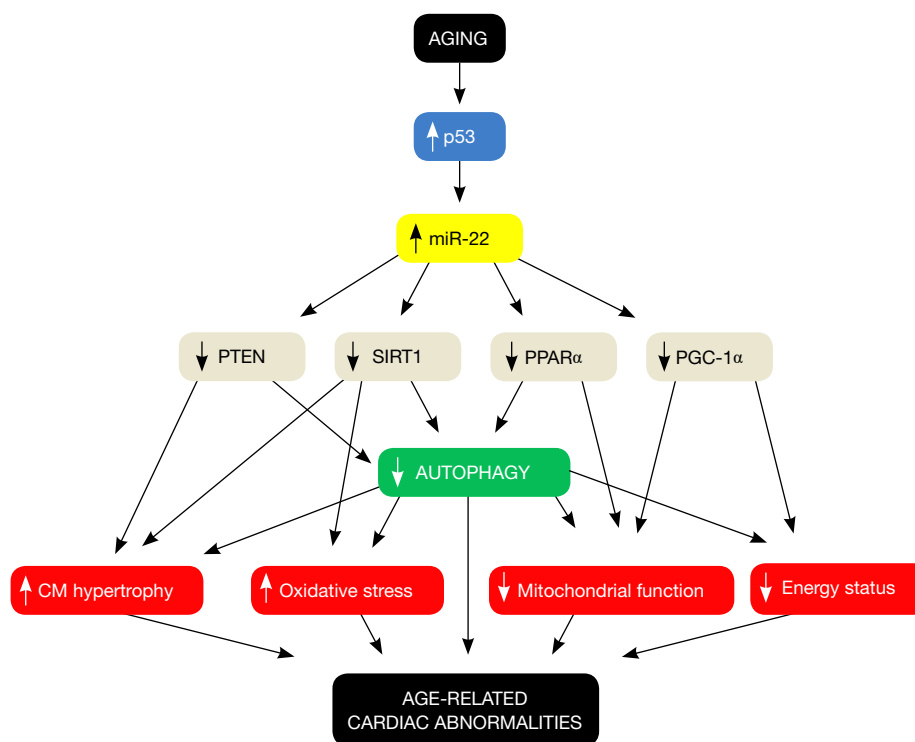 AGING
p53
miR-22
PTEN
SIRT1
PPARα
PGC-1α
AUTOPHAGY
CM hypertrophy
Oxidative stress
Mitochondrial function
Energy status
AGE-RELATED
CARDIAC ABNORMALITIES